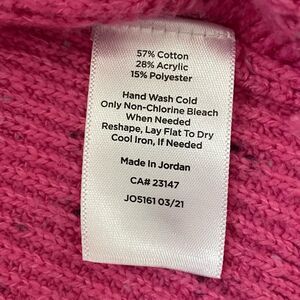 57% Cotton
28% Acrylic
15% Polyester
Hand Wash Cold
Only Non-Chlorine Bleach
When Needed
Reshape, Lay Flat To Dry
Cool Iron, If Needed
Made In Jordan
CA# 23147
JO5161 03/21